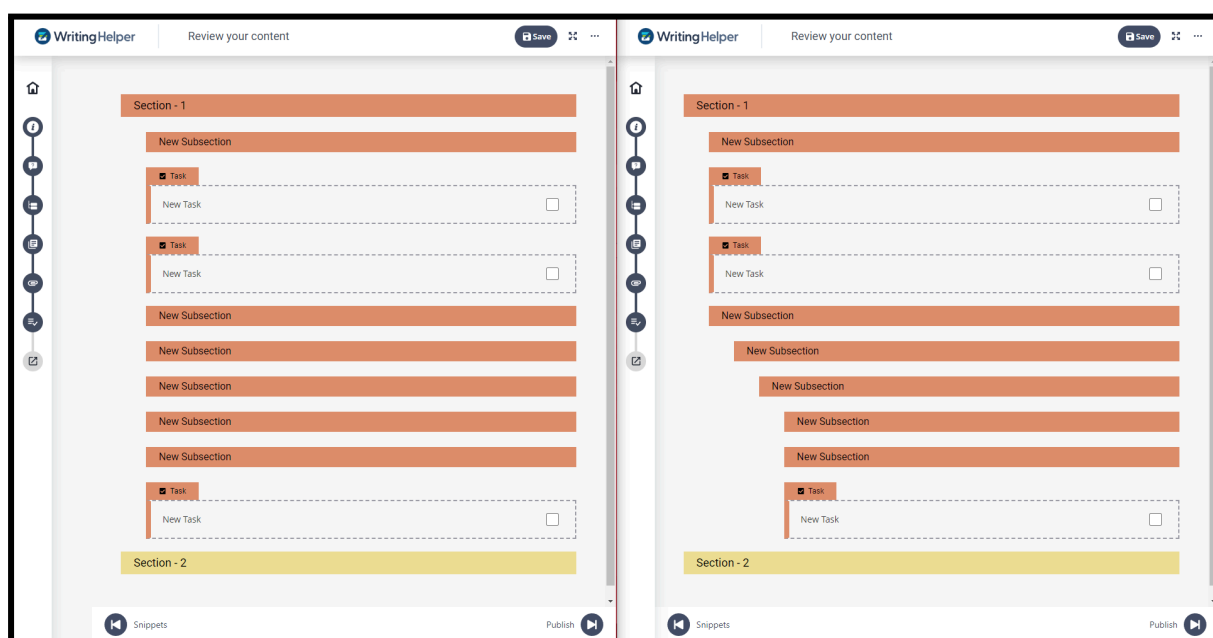 WritingHelper
Review your content
Save
Section - 1
New Subsection
Task
New Task
Task
New Task
New Subsection
New Subsection
New Subsection
New Subsection
New Subsection
Task
New Task
Section - 2
Snippets
Publish
WritingHelper
Review your content
Save
Section - 1
New Subsection
Task
New Task
Task
New Task
New Subsection
New Subsection
New Subsection
New Subsection
New Subsection
Task
New Task
Section - 2
Snippets
Publish